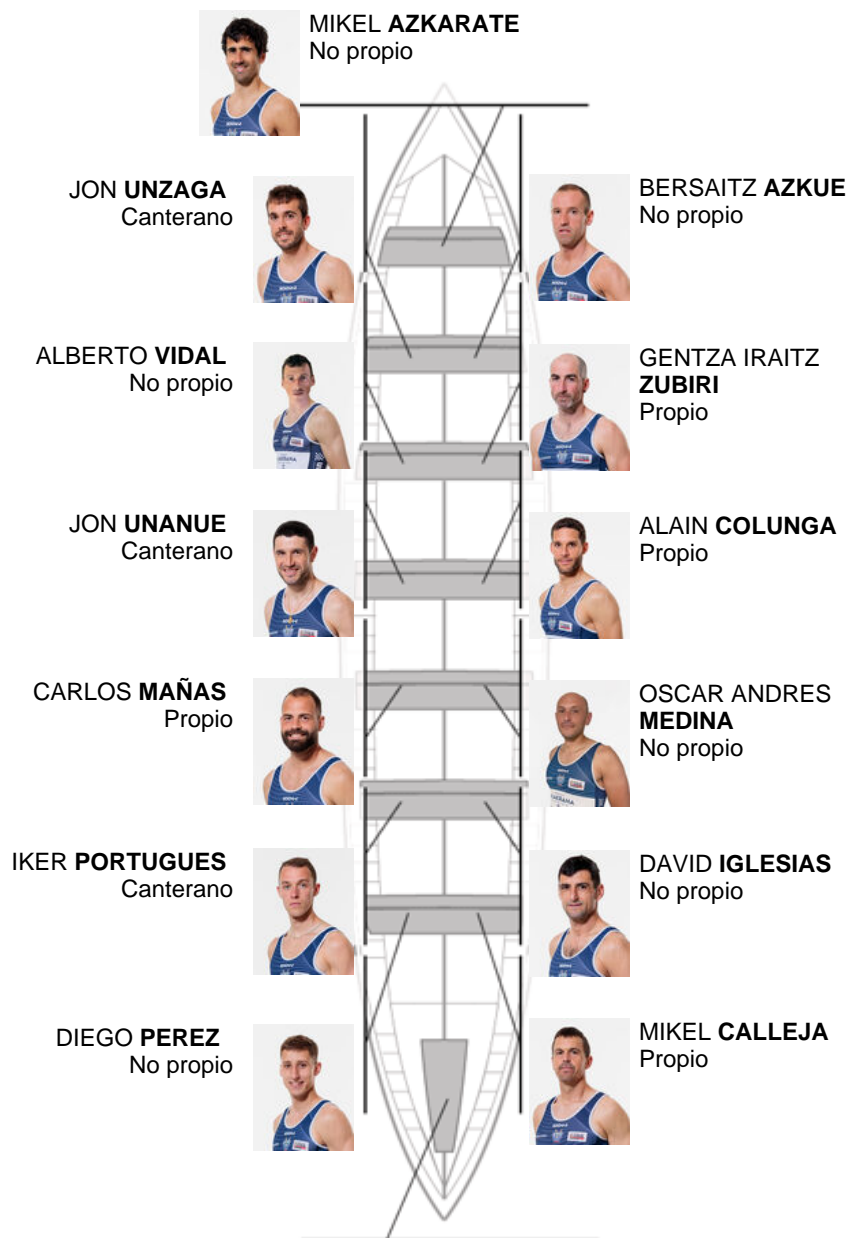 MIKEL AZKARATE
No propio
JON UNZAGA
Canterano
BERSAITZ AZKUE
No propio
ALBERTO VIDAL
No propio
GENTZA IRAITZ
ZUBIRI
Propio
JON UNANUE
Canterano
ALAIN COLUNGA
Propio
CARLOS MAÑAS
Propio
OSCAR ANDRES
MEDINA
No propio
IKER PORTUGUES
Canterano
DAVID IGLESIAS
No propio
DIEGO PEREZ
No propio
MIKEL CALLEJA
Propio